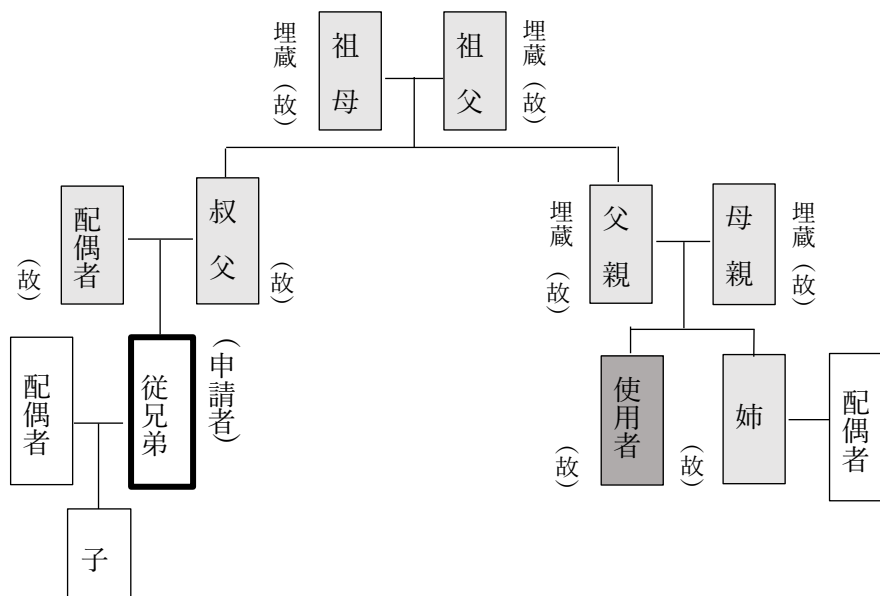 祖父
埋蔵(故)
祖母
埋蔵(故)
母親
埋蔵(故)
父親
埋蔵(故)
叔父
(故)
配偶者
(故)
配偶者
姉
(故)
使用者
(故)
従兄弟
(申請者)
配偶者
子